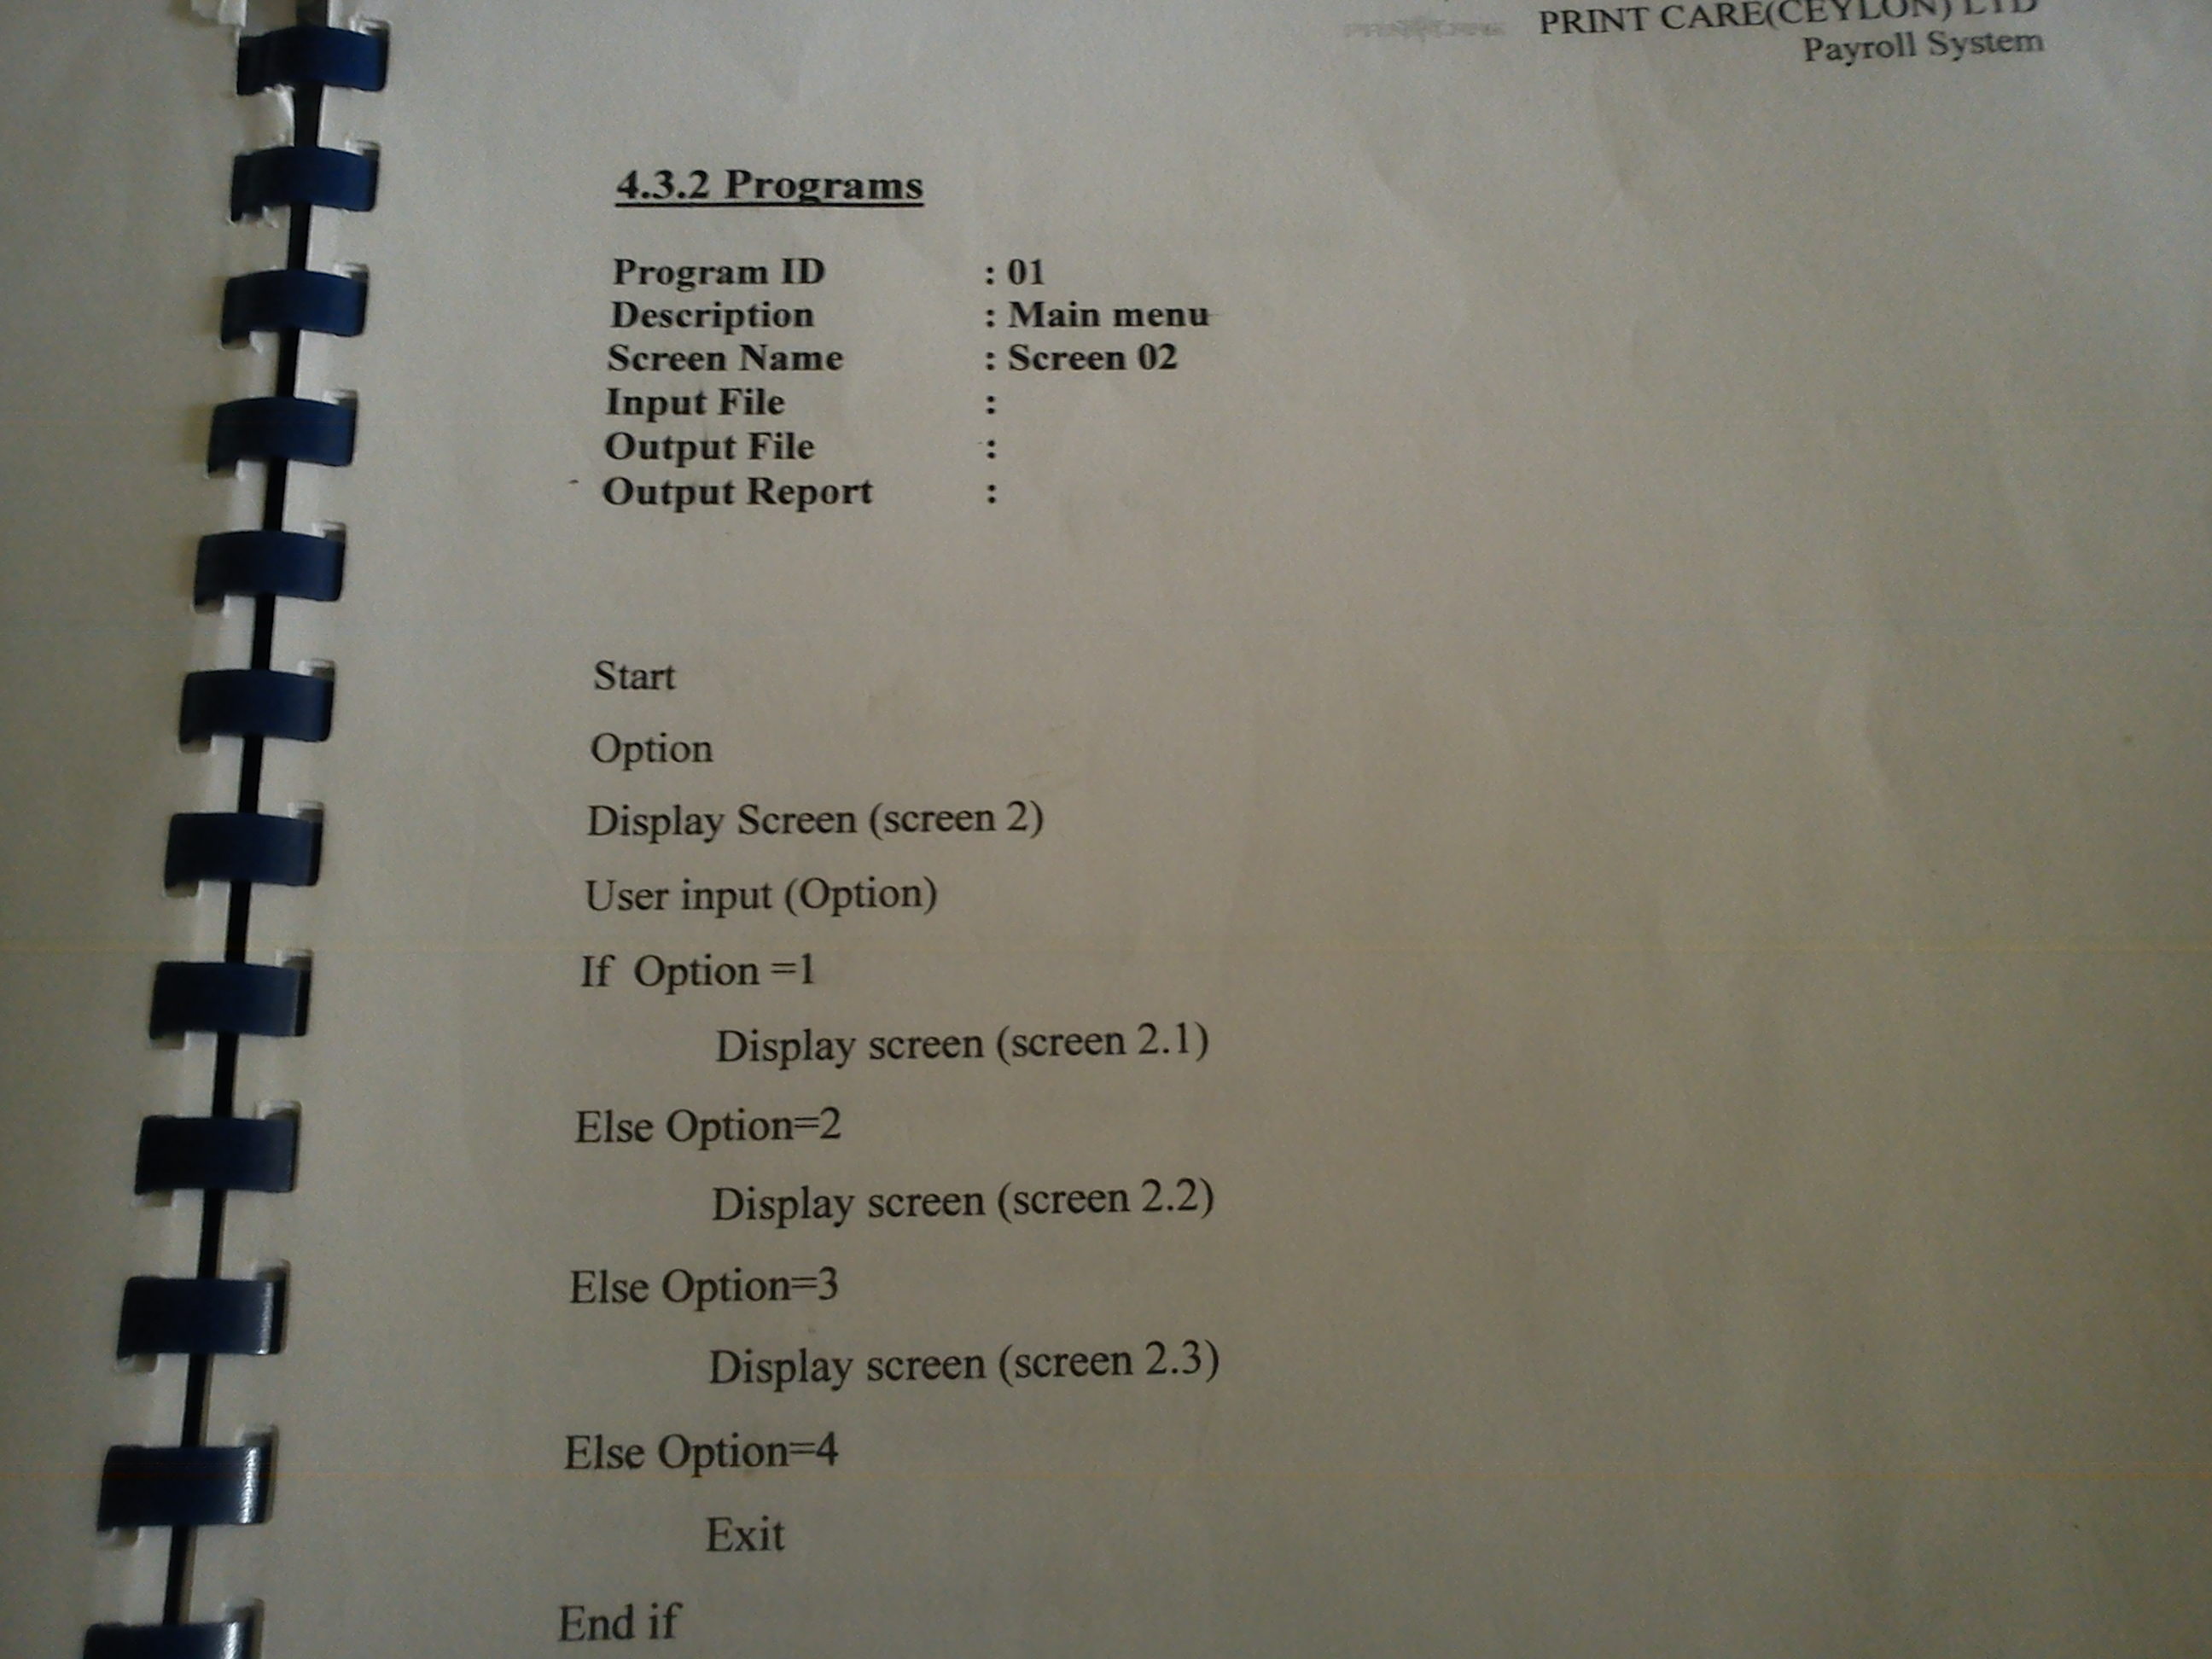 PRINT CARE(CEYLON) LTD
Payroll System
4.3.2 Programs
Program ID : 01
Description : Main menu
Screen Name : Screen 02
Input File :
Output File :
Output Report :
Start
Option
Display Screen (screen 2)
User input (Option)
If Option =1
Display screen (screen 2.1)
Else Option=2
Display screen (screen 2.2)
Else Option=3
Display screen (screen 2.3)
Else Option=4
Exit
End if